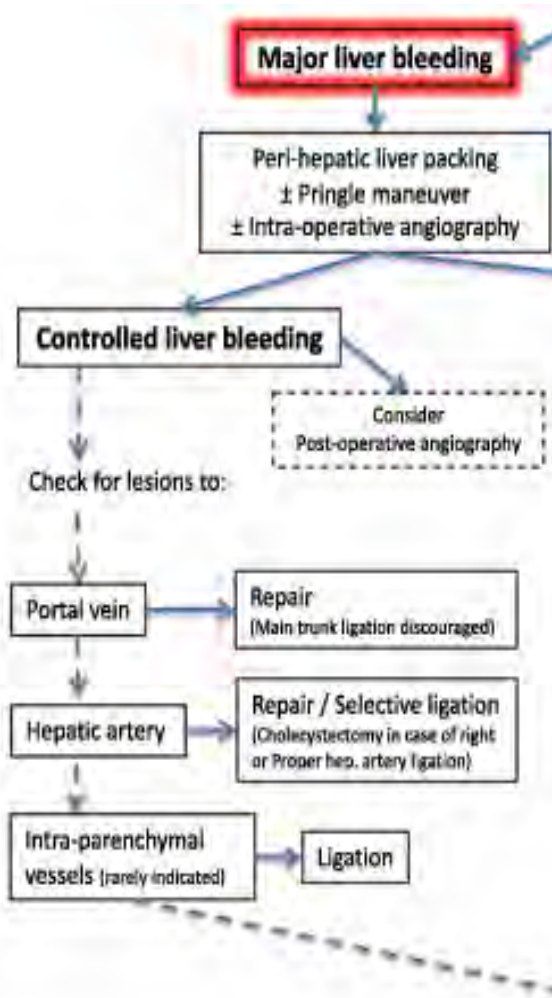 Major liver bleeding
Peri-hepatic liver packing
± Pringle maneuver
± Intra-operative angiography
Controlled liver bleeding
Consider
Post-operative angiography
Check for lesions to:
Portal vein
Repair
(Main trunk ligation discouraged)
Hepatic artery
Repair / Selective ligation
(Cholecystectomy in case of right
or Proper hep. artery ligation)
Intra-parenchymal
vessels (rarely indicated)
Ligation